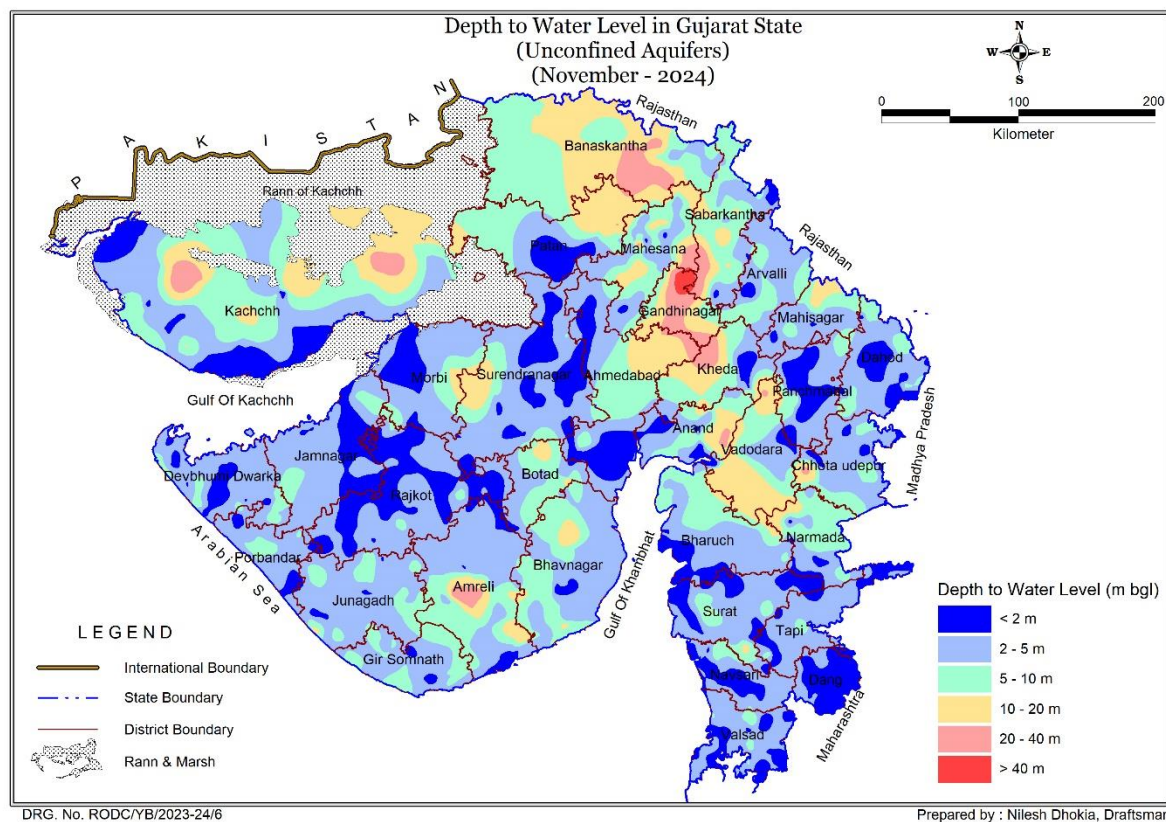 Depth to Water Level in Gujarat State
(Unconfined Aquifers)
(November - 2024)
N
W E
S
0 100 200
Kilometer
PAKISTAN
Rajasthan
Banaskantha
Rann of Kachchh
Sabarkantha
Rajasthan
Patan
Mahesana
Arvalli
Kachchh
Gandhinagar
Mahisagar
Dahod
Morbi
Surendranagar
Ahmedabad
Kheda
Panchmahal
Gulf Of Kachchh
Anand
Madhya Pradesh
Jamnagar
Vadodara
Devbhumi Dwarka
Botad
Chhota udepur
Rajkot
Arabian Sea
Bharuch
Narmada
Porbandar
Bhavnagar
Gulf Of Khambhat
Amreli
Junagadh
Surat
Tapi
Gir Somnath
Navsari
Dang
Maharashtra
Valsad
LEGEND
International Boundary
State Boundary
District Boundary
Rann & Marsh
Depth to Water Level (m bgl)
< 2 m
2 - 5 m
5 - 10 m
10 - 20 m
20 - 40 m
> 40 m
DRG. No. RODC/YB/2023-24/6
Prepared by : Nilesh Dhokia, Draftsman